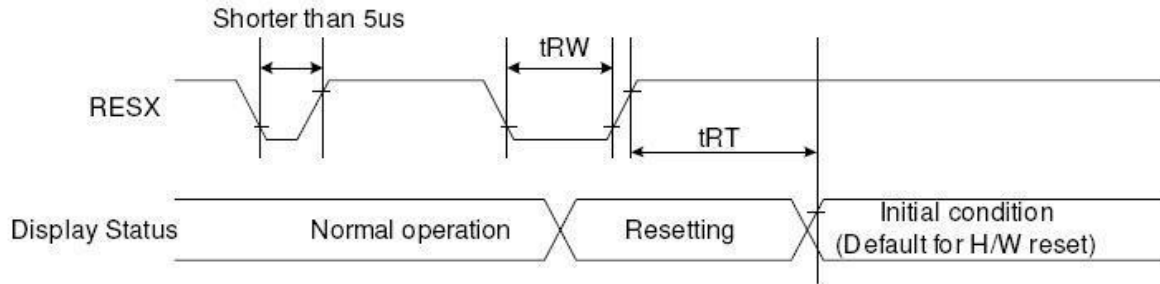 Shorter than 5us
tRW
RESX
tRT
Display Status
Normal operation
Resetting
Initial condition
(Default for H/W reset)